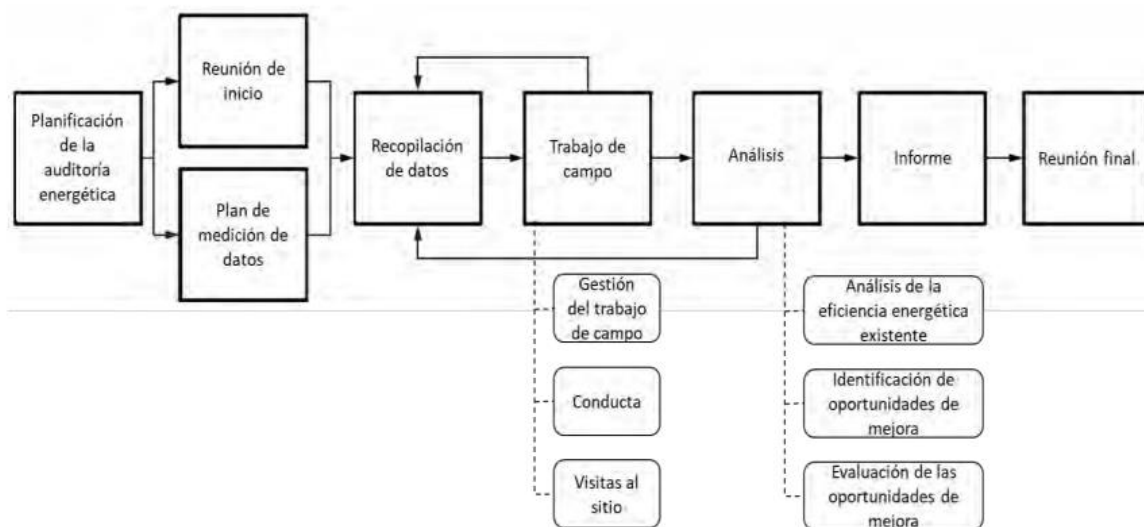 Planificación
de la
auditoría
energética
Reunión de
inicio
Plan de
medición de
datos
Recopilación
de datos
Trabajo de
campo
Análisis
Informe
Reunión final
Gestión
del trabajo
de campo
Conducta
Visitas al
sitio
Análisis de la
eficiencia energética
existente
Identificación de
oportunidades de
mejora
Evaluación de las
oportunidades de
mejora